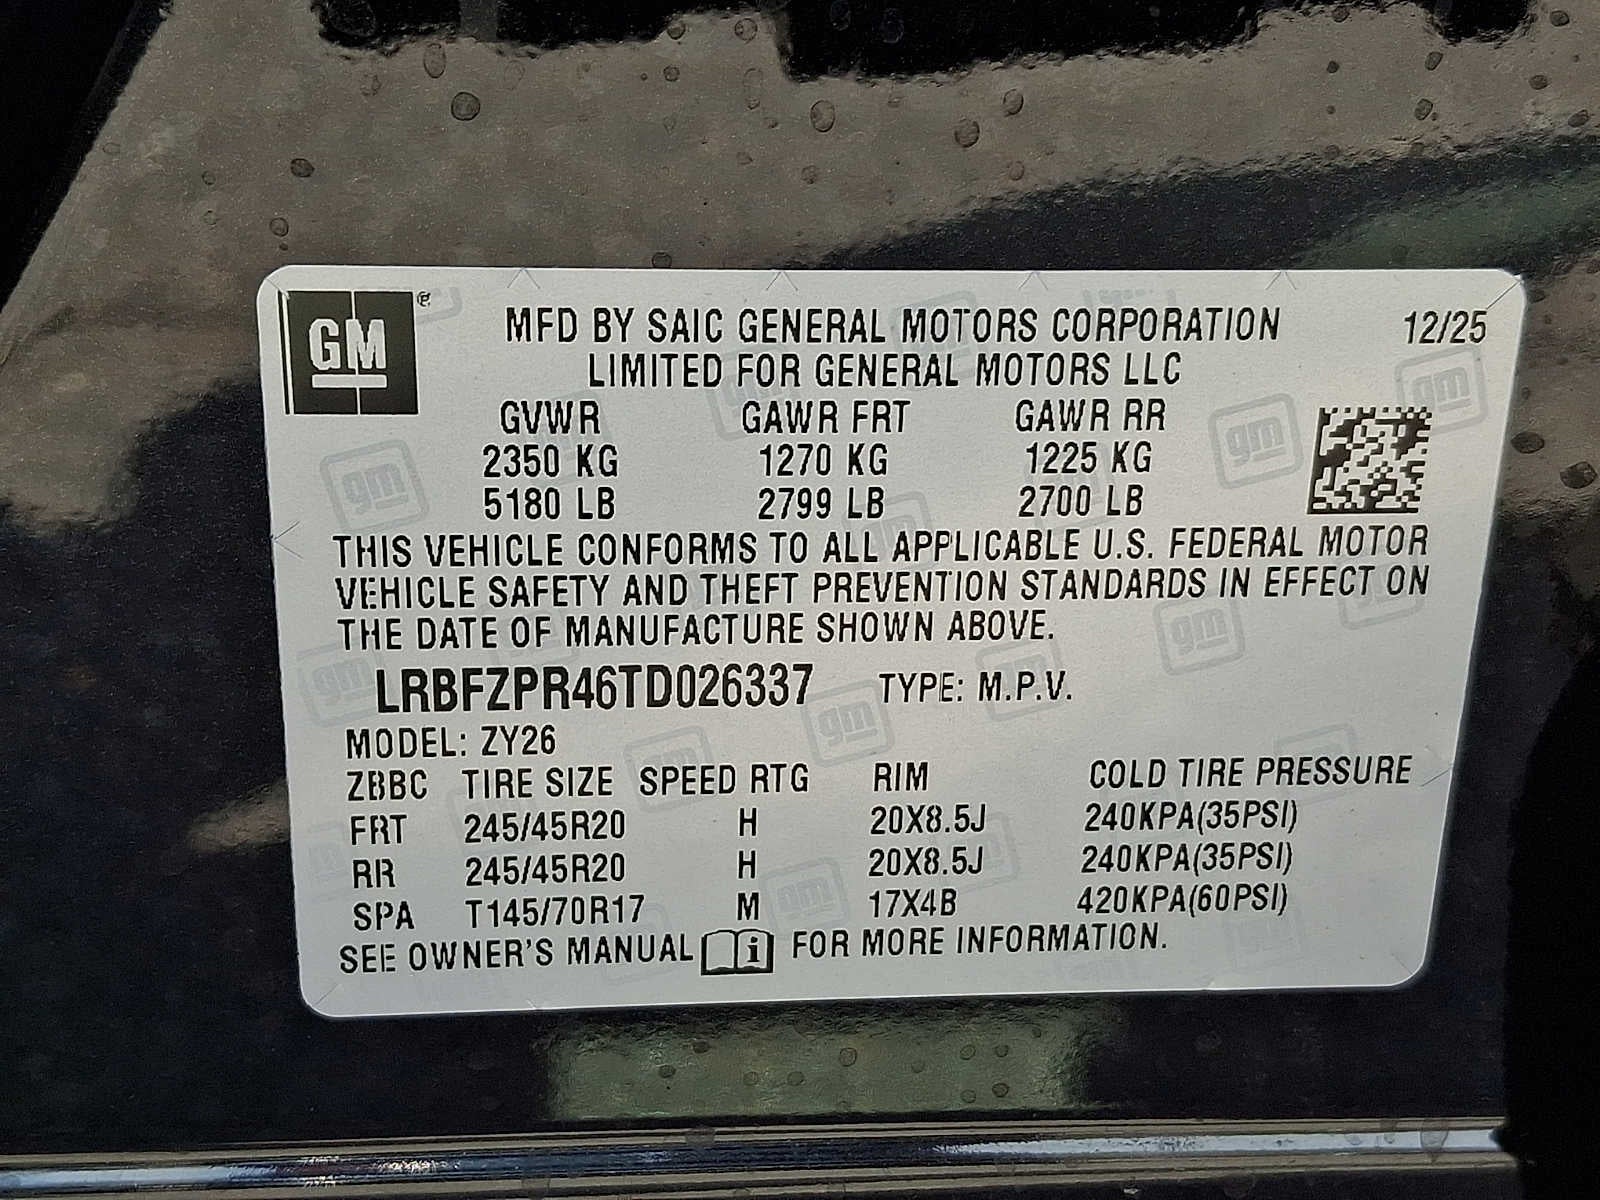 GM ®
MFD BY SAIC GENERAL MOTORS CORPORATION 12/25
LIMITED FOR GENERAL MOTORS LLC
GVWR GAWR FRT GAWR RR
2350 KG 1270 KG 1225 KG
5180 LB 2799 LB 2700 LB
THIS VEHICLE CONFORMS TO ALL APPLICABLE U.S. FEDERAL MOTOR
VEHICLE SAFETY AND THEFT PREVENTION STANDARDS IN EFFECT ON
THE DATE OF MANUFACTURE SHOWN ABOVE.
LRBFZPR46TD026337 TYPE: M.P.V.
MODEL: ZY26
ZBBC TIRE SIZE SPEED RTG RIM COLD TIRE PRESSURE
FRT 245/45R20 H 20X8.5J 240KPA(35PSI)
RR 245/45R20 H 20X8.5J 240KPA(35PSI)
SPA T145/70R17 M 17X4B 420KPA(60PSI)
SEE OWNER'S MANUAL i FOR MORE INFORMATION.